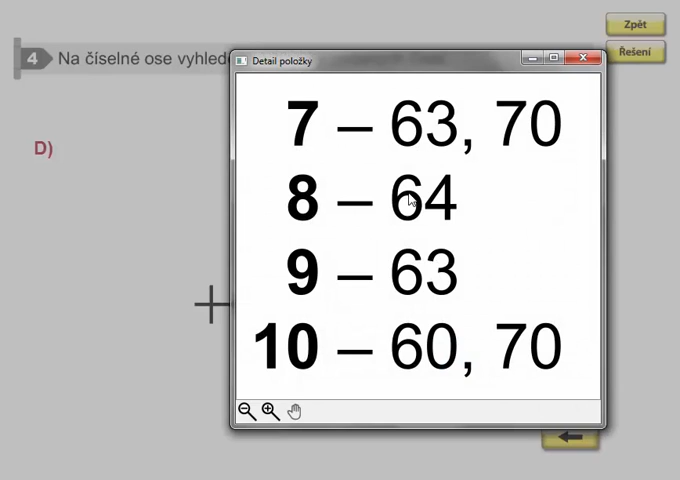 Zpět
4 Na číselné ose vyhled
Řešení
Detail položky
D)
7 – 63, 70
8 – 64
9 – 63
10 – 60, 70